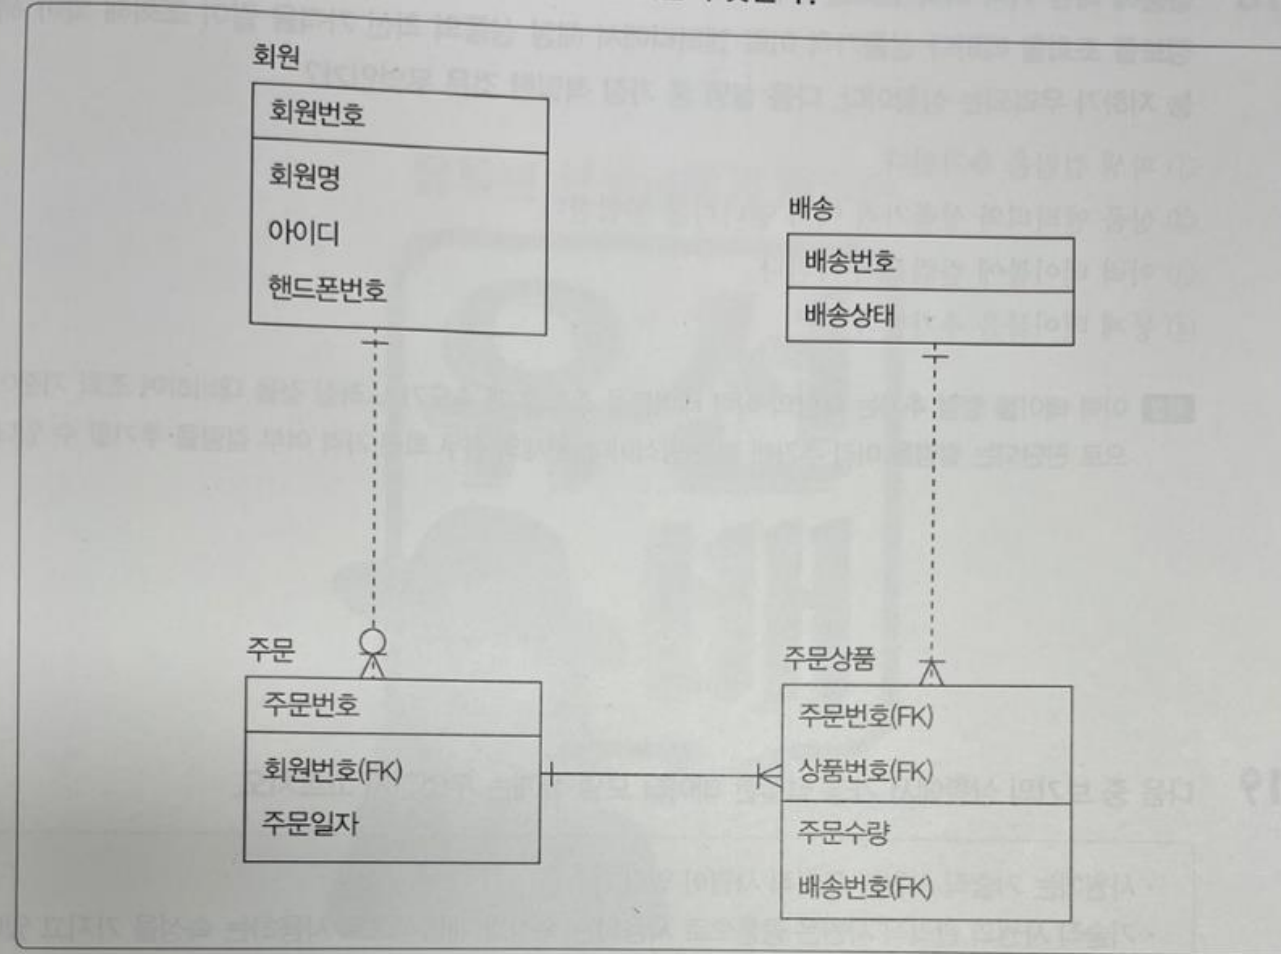 회원
회원번호
회원명
아이디
핸드폰번호
배송
배송번호
배송상태
주문
주문번호
회원번호(FK)
주문일자
주문상품
주문번호(FK)
상품번호(FK)
주문수량
배송번호(FK)